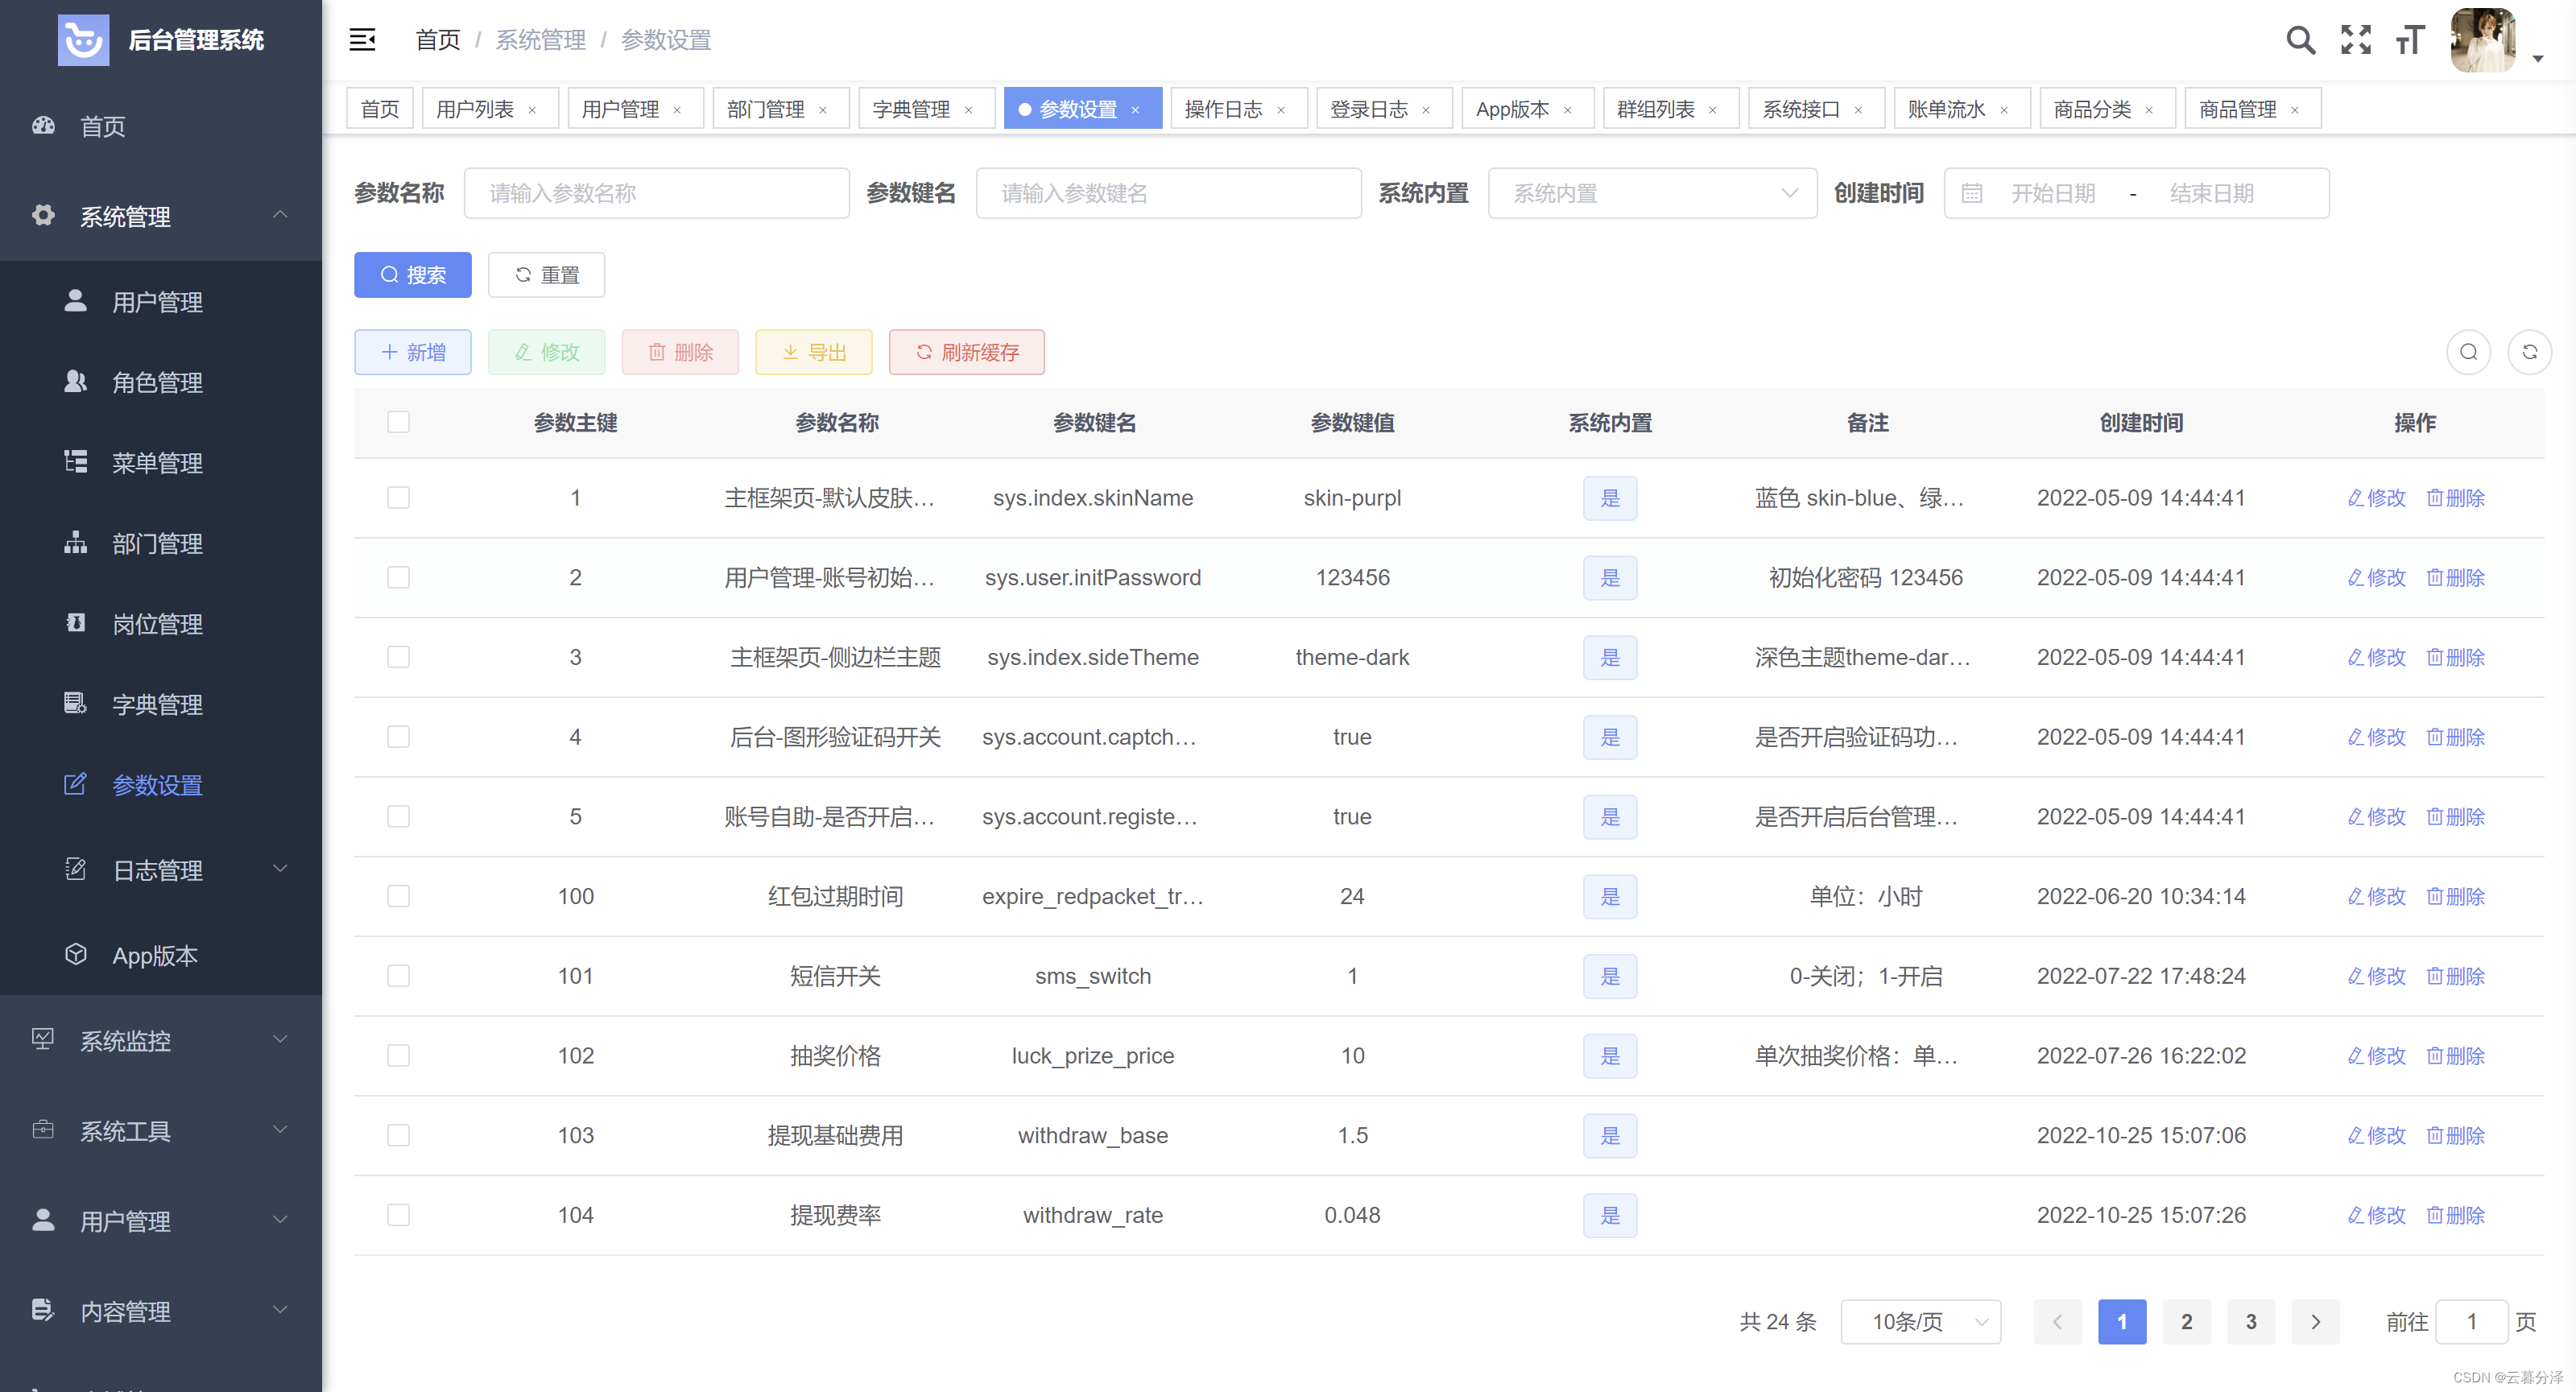 后台管理系统
首页
系统管理
用户管理
角色管理
菜单管理
部门管理
岗位管理
字典管理
参数设置
日志管理
App版本
系统监控
系统工具
用户管理
内容管理
首页 / 系统管理 / 参数设置
首页 用户列表 × 用户管理 × 部门管理 × 字典管理 × 参数设置 × 操作日志 × 登录日志 × App版本 × 群组列表 × 系统接口 × 账单流水 × 商品分类 × 商品管理 ×
参数名称 请输入参数名称 参数键名 请输入参数键名 系统内置 系统内置 创建时间 开始日期 - 结束日期
搜索 重置
新增 修改 删除 导出 刷新缓存
参数主键 参数名称 参数键名 参数键值 系统内置 备注 创建时间 操作
1 主框架页-默认皮肤… sys.index.skinName skin-purpl 是 蓝色 skin-blue、绿… 2022-05-09 14:44:41 修改 删除
2 用户管理-账号初始… sys.user.initPassword 123456 是 初始化密码 123456 2022-05-09 14:44:41 修改 删除
3 主框架页-侧边栏主题 sys.index.sideTheme theme-dark 是 深色主题theme-dar… 2022-05-09 14:44:41 修改 删除
4 后台-图形验证码开关 sys.account.captch… true 是 是否开启验证码功… 2022-05-09 14:44:41 修改 删除
5 账号自助-是否开启… sys.account.registe… true 是 是否开启后台管理… 2022-05-09 14:44:41 修改 删除
100 红包过期时间 expire_redpacket_tr… 24 是 单位：小时 2022-06-20 10:34:14 修改 删除
101 短信开关 sms_switch 1 是 0-关闭；1-开启 2022-07-22 17:48:24 修改 删除
102 抽奖价格 luck_prize_price 10 是 单次抽奖价格：单… 2022-07-26 16:22:02 修改 删除
103 提现基础费用 withdraw_base 1.5 是 2022-10-25 15:07:06 修改 删除
104 提现费率 withdraw_rate 0.048 是 2022-10-25 15:07:26 修改 删除
共 24 条 10条/页 1 2 3 前往 1 页
CSDN @云暮分泽